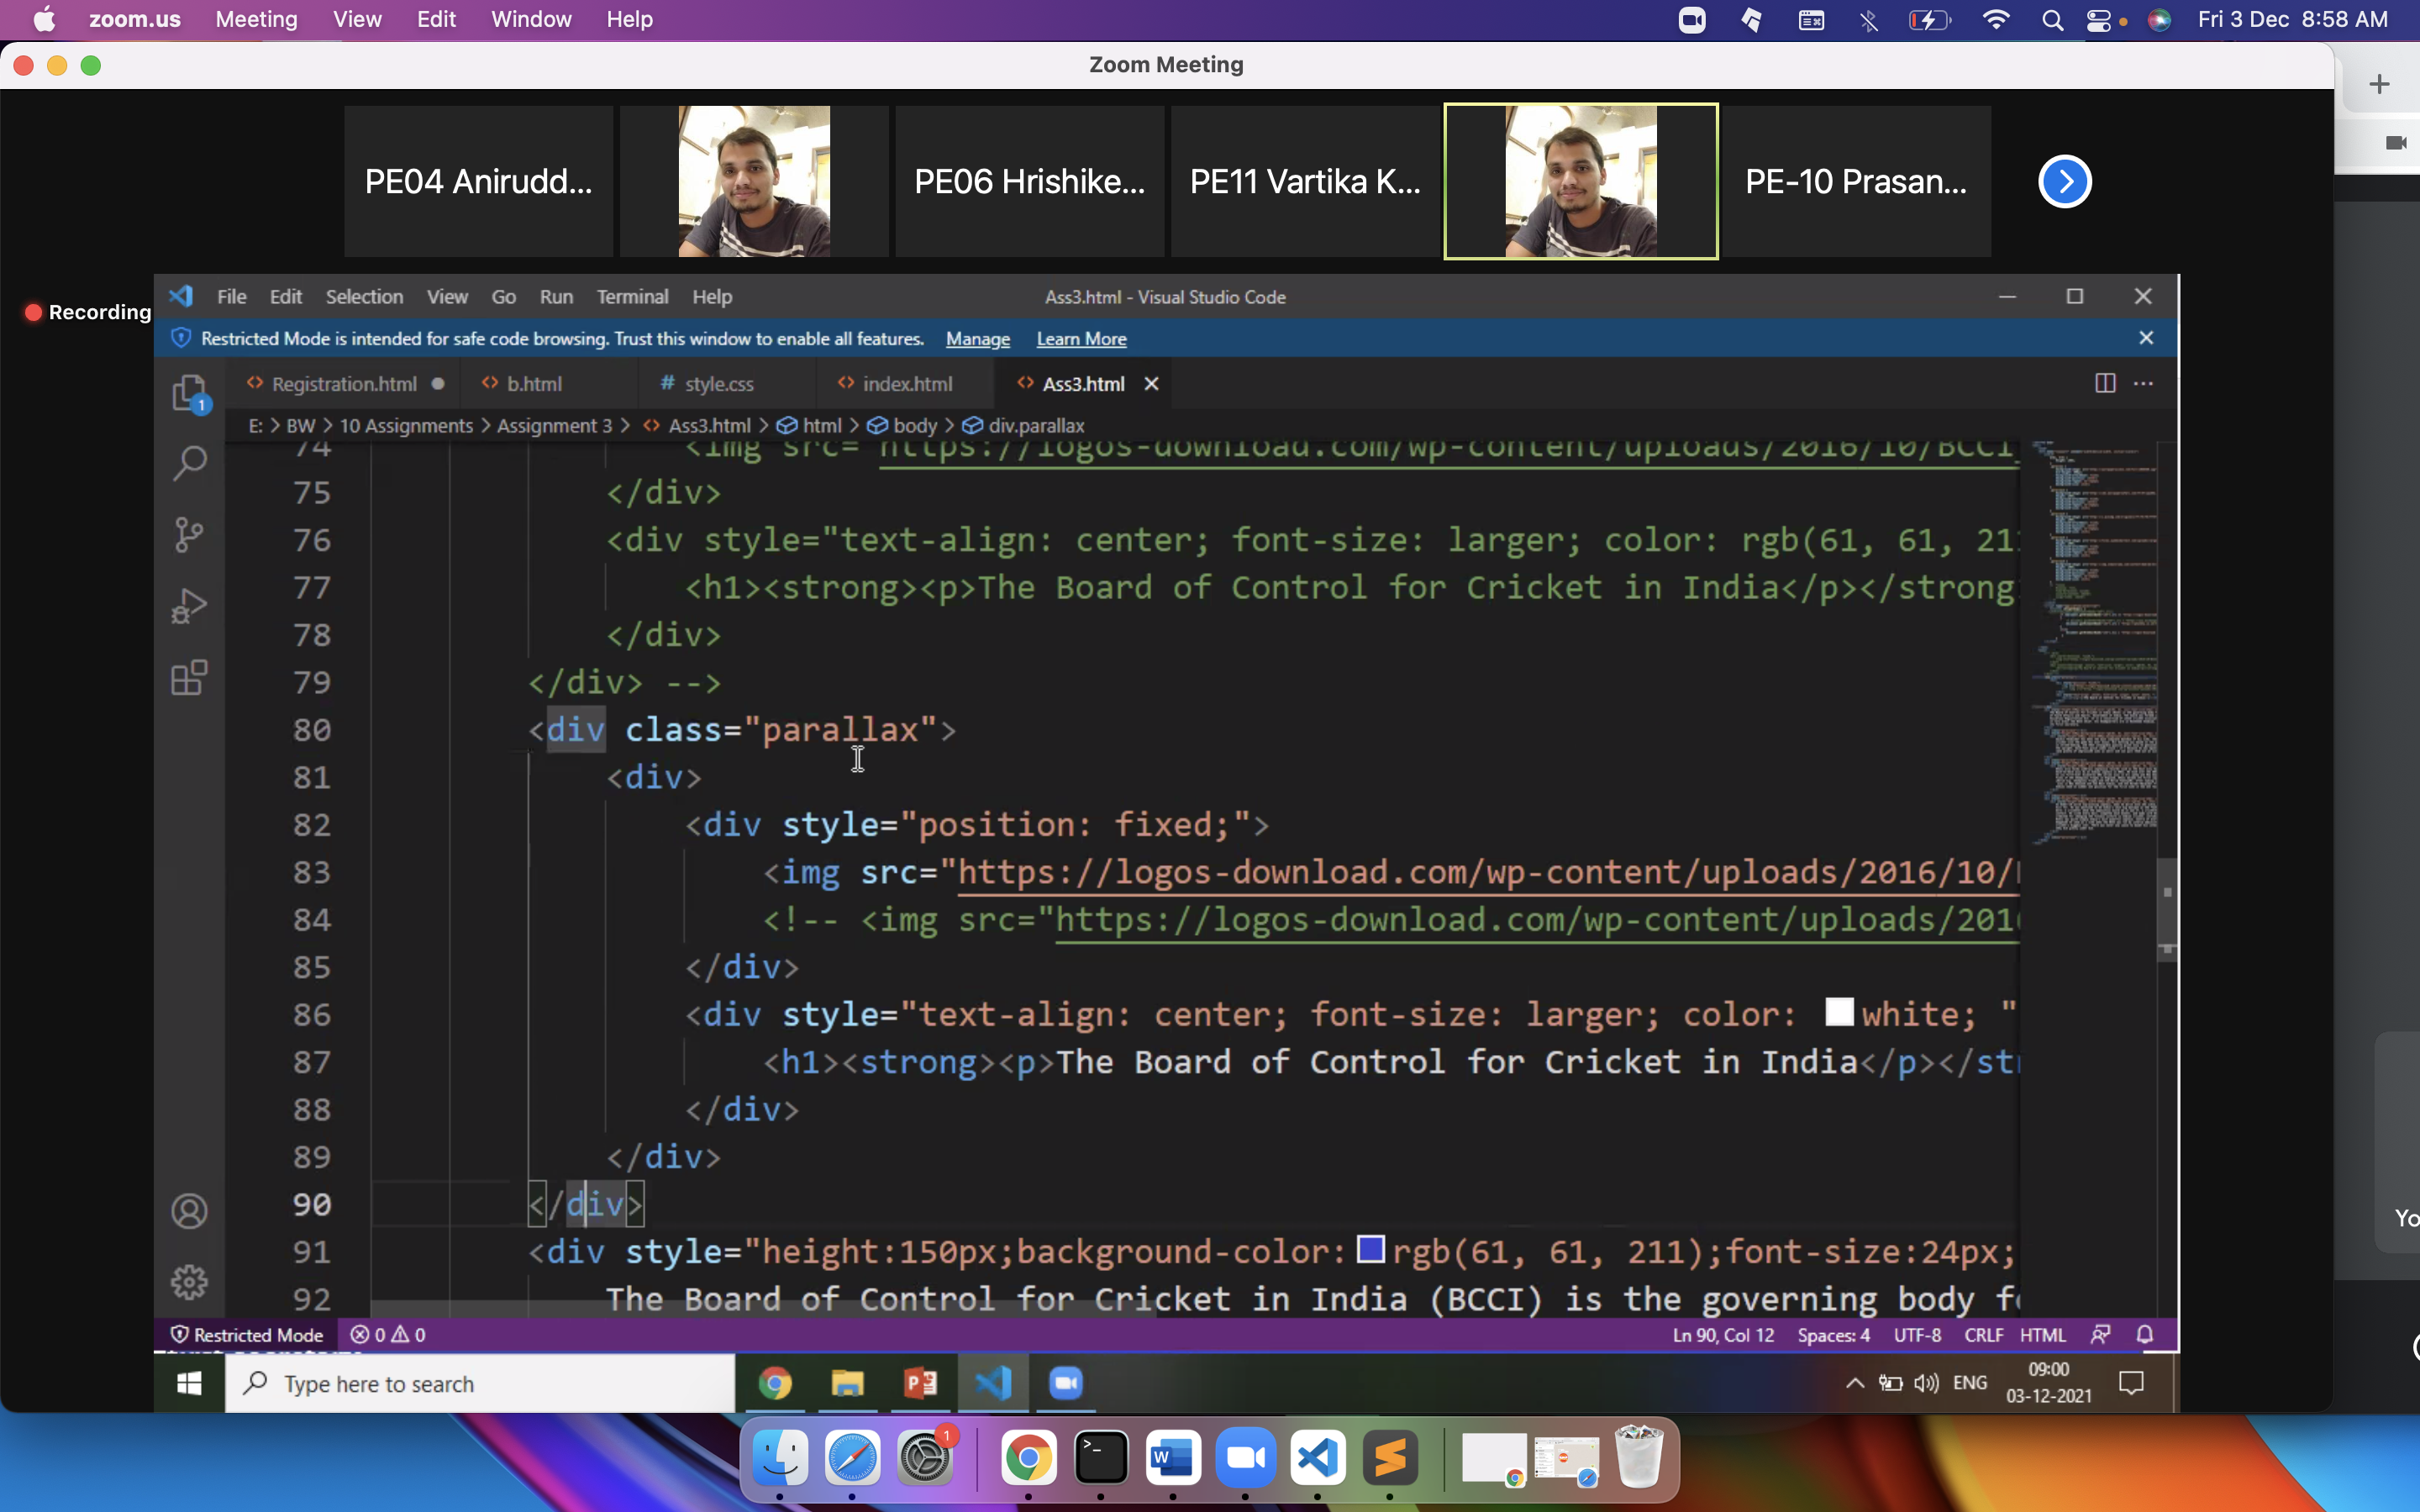 zoom.us Meeting View Edit Window Help Fri 3 Dec 8:58 AM
Zoom Meeting
PE04 Anirudd... PE06 Hrishike... PE11 Vartika K... PE-10 Prasan...
Recording
File Edit Selection View Go Run Terminal Help Ass3.html - Visual Studio Code
Restricted Mode is intended for safe code browsing. Trust this window to enable all features. Manage Learn More
Registration.html b.html # style.css index.html Ass3.html
1
E: > BW > 10 Assignments > Assignment 3 > Ass3.html > html > body > div.parallax
74 <img src="https://logos-download.com/wp-content/uploads/2016/10/BCCI_
75 </div>
76 <div style="text-align: center; font-size: larger; color: rgb(61, 61, 211
77 <h1><strong><p>The Board of Control for Cricket in India</p></strong>
78 </div>
79 </div> -->
80 <div class="parallax">
81 <div>
82 <div style="position: fixed;">
83 <img src="https://logos-download.com/wp-content/uploads/2016/10/
84 <!-- <img src="https://logos-download.com/wp-content/uploads/201
85 </div>
86 <div style="text-align: center; font-size: larger; color: white; "
87 <h1><strong><p>The Board of Control for Cricket in India</p></str
88 </div>
89 </div>
90 </div>
91 <div style="height:150px;background-color: rgb(61, 61, 211);font-size:24px;
92 The Board of Control for Cricket in India (BCCI) is the governing body fo
Yo
Restricted Mode 0 0 Ln 90, Col 12 Spaces: 4 UTF-8 CRLF HTML
Type here to search ENG 09:00
03-12-2021
1